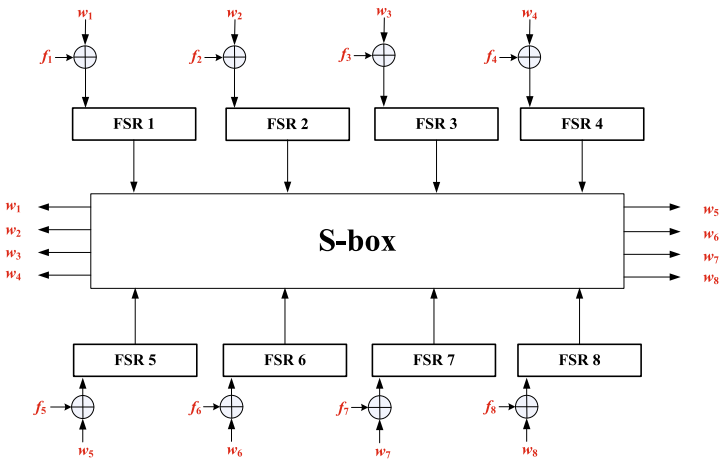 w1 w2 w3 w4
f1 f2 f3 f4
FSR 1 FSR 2 FSR 3 FSR 4
w1 w5
w2 w6
S-box
w3 w7
w4 w8
FSR 5 FSR 6 FSR 7 FSR 8
f5 f6 f7 f8
w5 w6 w7 w8